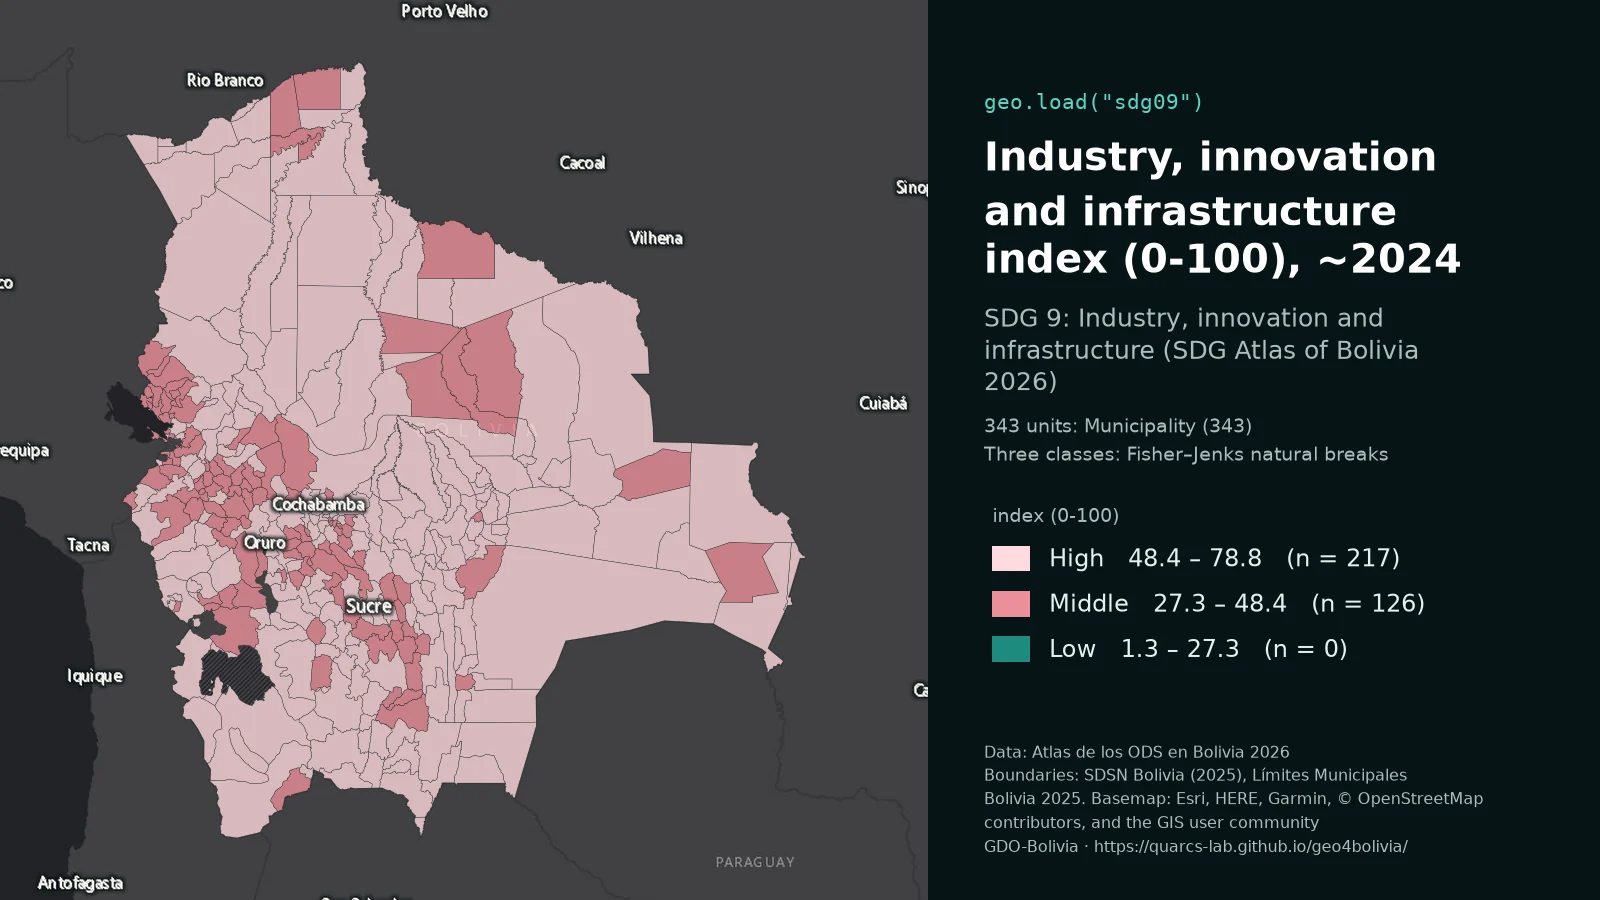 Porto Velho
Rio Branco
Cacoal
Vilhena
Cuiabá
BOLIVIA
Cochabamba
Oruro
Tacna
Sucre
Iquique
PARAGUAY
Antofagasta
geo.load("sdg09")
Industry, innovation
and infrastructure
index (0-100), ~2024
SDG 9: Industry, innovation and
infrastructure (SDG Atlas of Bolivia
2026)
343 units: Municipality (343)
Three classes: Fisher–Jenks natural breaks
index (0-100)
High 48.4 – 78.8 (n = 217)
Middle 27.3 – 48.4 (n = 126)
Low 1.3 – 27.3 (n = 0)
Data: Atlas de los ODS en Bolivia 2026
Boundaries: SDSN Bolivia (2025), Límites Municipales
Bolivia 2025. Basemap: Esri, HERE, Garmin, © OpenStreetMap
contributors, and the GIS user community
GDO-Bolivia · https://quarcs-lab.github.io/geo4bolivia/